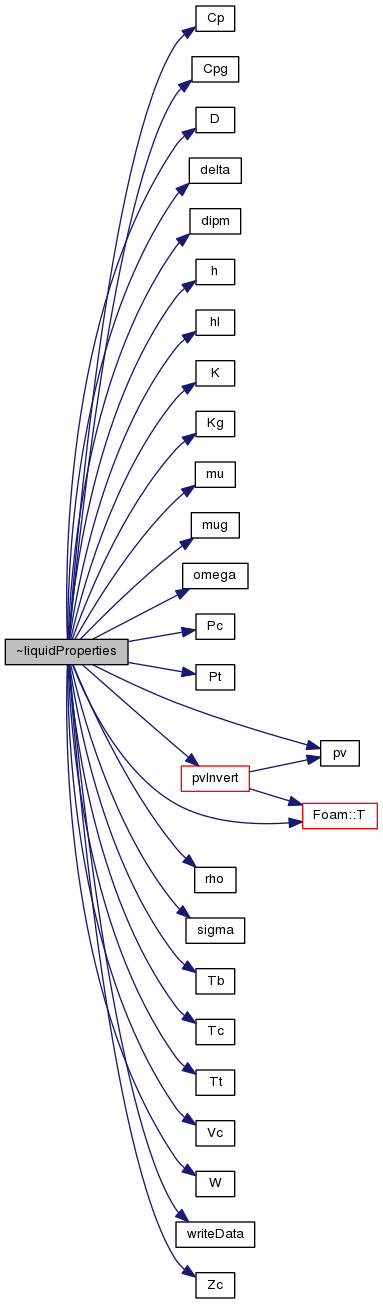 Cp
Cpg
D
delta
dipm
h
hl
K
Kg
mu
mug
omega
Pc
~liquidProperties
Pt
pv
pvInvert
Foam::T
rho
sigma
Tb
Tc
Tt
Vc
W
writeData
Zc